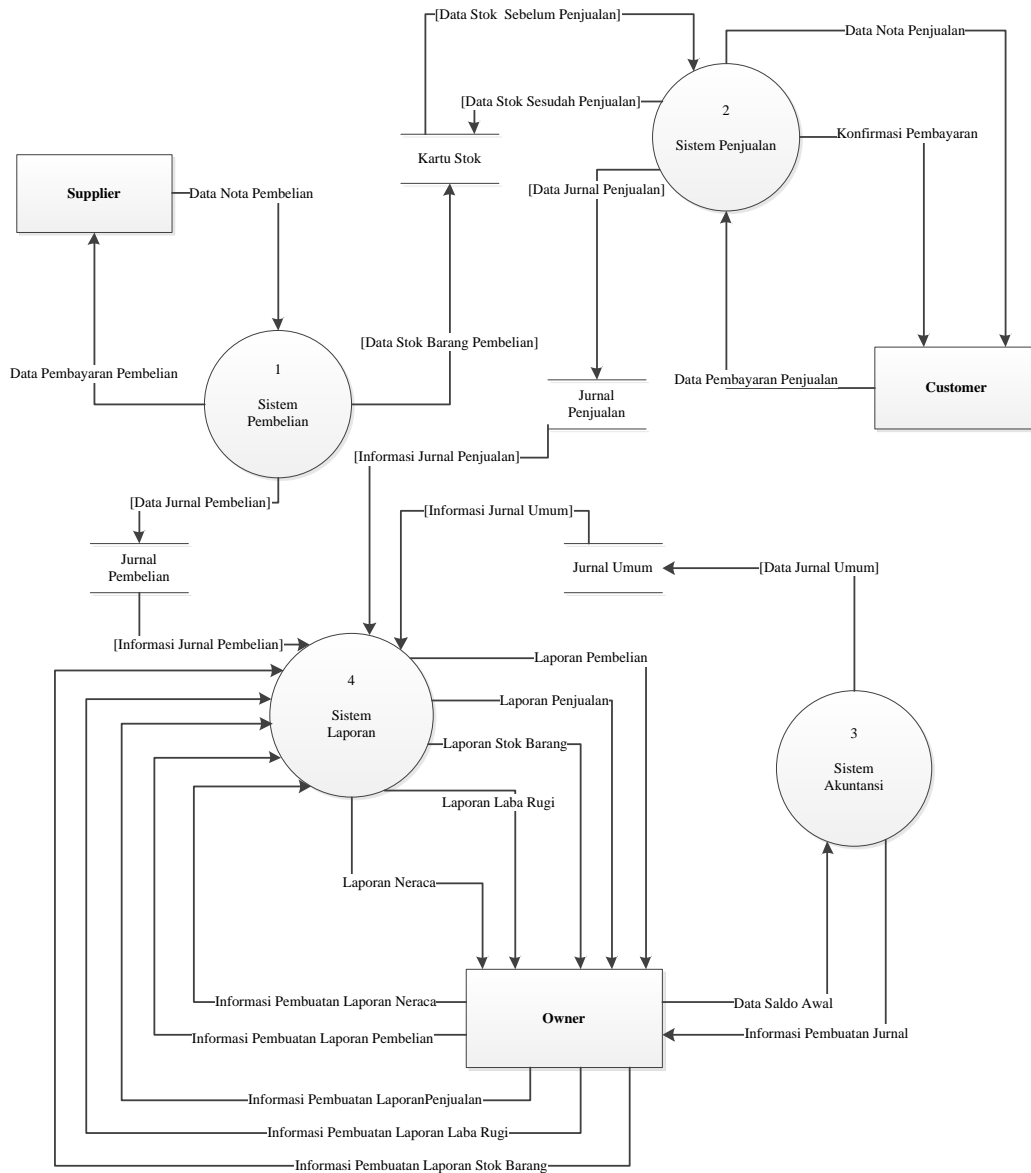 [Data Stok  Sebelum Penjualan]
Data Nota Penjualan
[Data Stok Sesudah Penjualan]
2
Sistem Penjualan
Konfirmasi Pembayaran
Kartu Stok
Supplier
Data Nota Pembelian
[Data Jurnal Penjualan]
[Data Stok Barang Pembelian]
1
Sistem
Pembelian
Data Pembayaran Pembelian
Data Pembayaran Penjualan
Customer
Jurnal
Penjualan
[Informasi Jurnal Penjualan]
[Data Jurnal Pembelian]
[Informasi Jurnal Umum]
Jurnal
Pembelian
Jurnal Umum
[Data Jurnal Umum]
[Informasi Jurnal Pembelian]
Laporan Pembelian
4
Sistem
Laporan
Laporan Penjualan
3
Sistem
Akuntansi
Laporan Stok Barang
Laporan Laba Rugi
Laporan Neraca
Informasi Pembuatan Laporan Neraca
Owner
Data Saldo Awal
Informasi Pembuatan Laporan Pembelian
Informasi Pembuatan Jurnal
Informasi Pembuatan LaporanPenjualan
Informasi Pembuatan Laporan Laba Rugi
Informasi Pembuatan Laporan Stok Barang